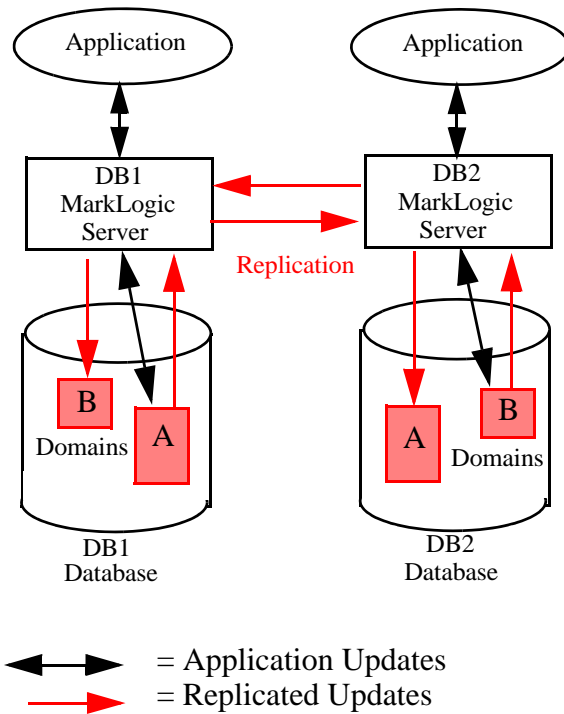 Application
Application
DB1
MarkLogic
Server
DB2
MarkLogic
Server
Replication
B
A
Domains
A
B
Domains
DB1
Database
DB2
Database
= Application Updates
= Replicated Updates